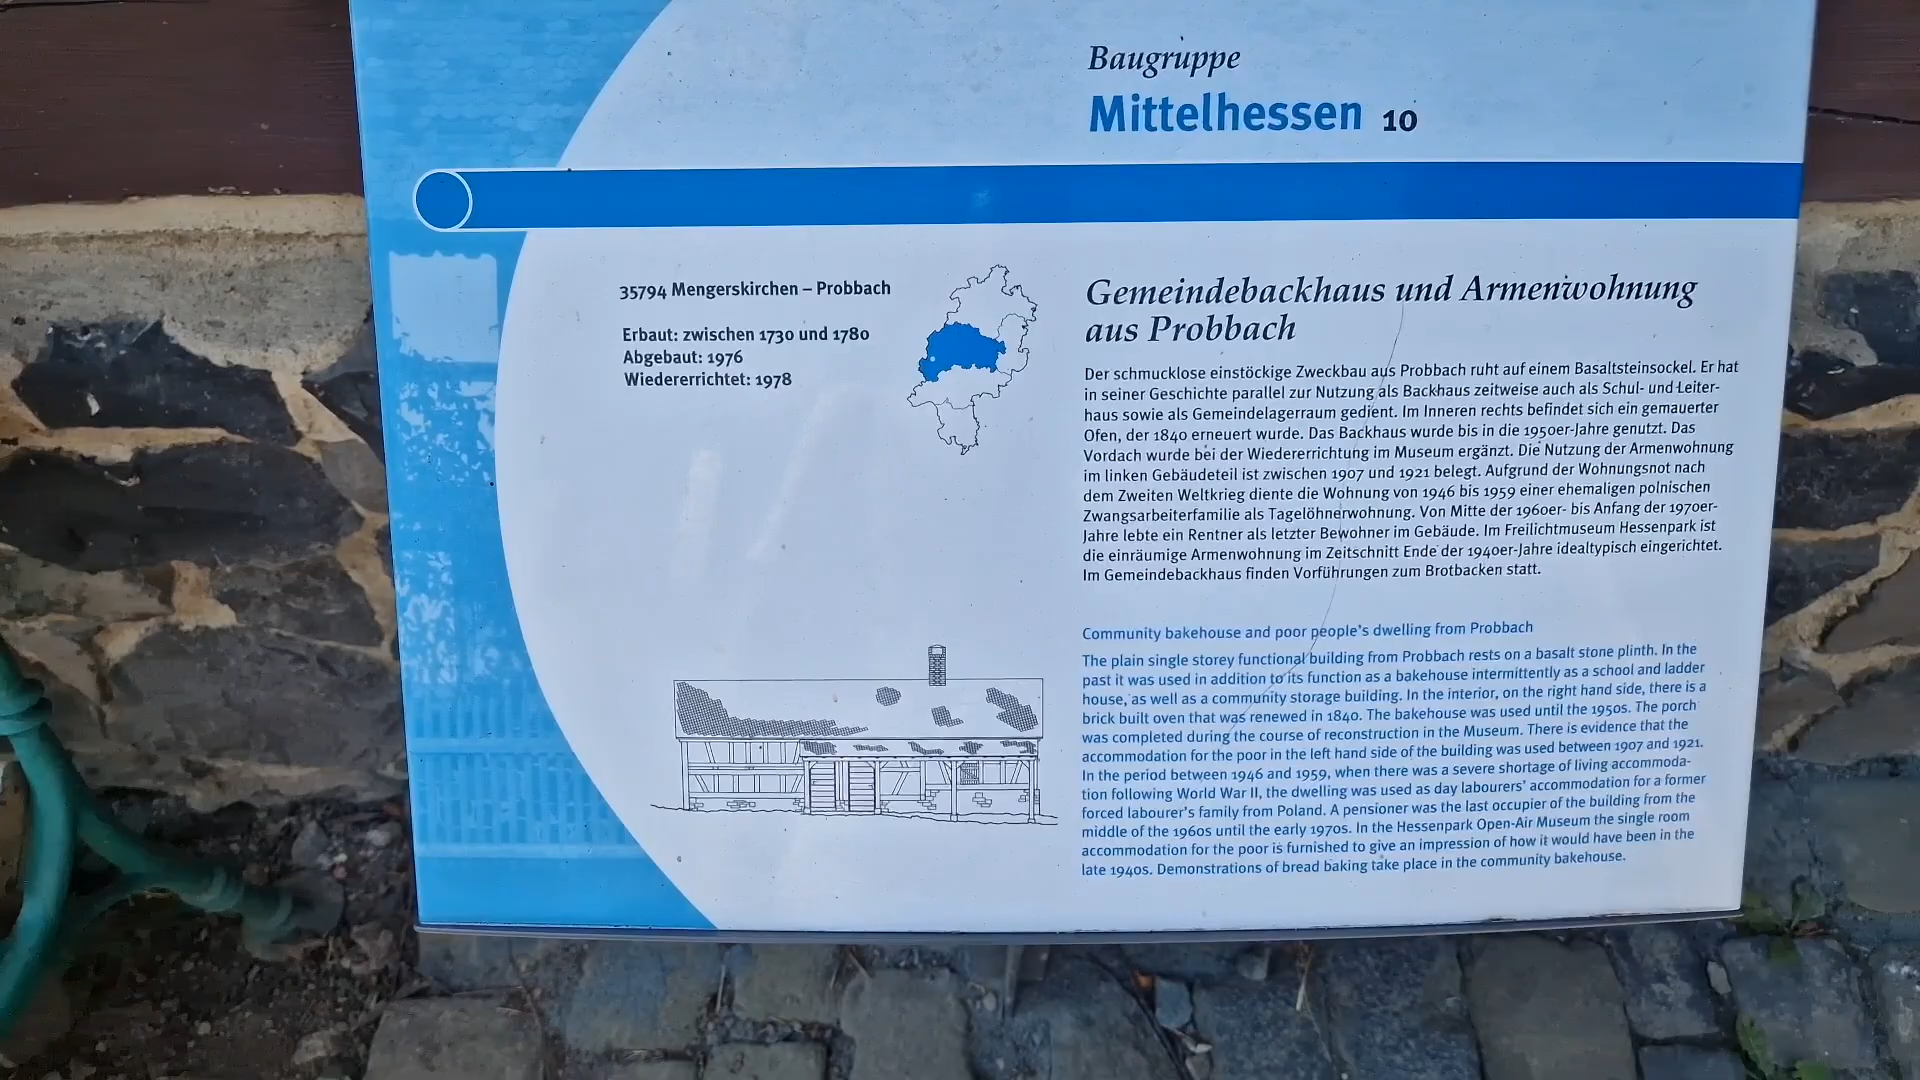 Baugruppe
Mittelhessen 10
35794 Mengerskirchen – Probbach
Erbaut: zwischen 1730 und 1780
Abgebaut: 1976
Wiedererrichtet: 1978
Gemeindebackhaus und Armenwohnung
aus Probbach
Der schmucklose einstöckige Zweckbau aus Probbach ruht auf einem Basaltsteinsockel. Er hat
in seiner Geschichte parallel zur Nutzung als Backhaus zeitweise auch als Schul- und Leiter-
haus sowie als Gemeindelagerraum gedient. Im Inneren rechts befindet sich ein gemauerter
Ofen, der 1840 erneuert wurde. Das Backhaus wurde bis in die 1950er-Jahre genutzt. Das
Vordach wurde bei der Wiedererrichtung im Museum ergänzt. Die Nutzung der Armenwohnung
im linken Gebäudeteil ist zwischen 1907 und 1921 belegt. Aufgrund der Wohnungsnot nach
dem Zweiten Weltkrieg diente die Wohnung von 1946 bis 1959 einer ehemaligen polnischen
Zwangsarbeiterfamilie als Tagelöhnerwohnung. Von Mitte der 1960er- bis Anfang der 1970er-
Jahre lebte ein Rentner als letzter Bewohner im Gebäude. Im Freilichtmuseum Hessenpark ist
die einräumige Armenwohnung im Zeitschnitt Ende der 1940er-Jahre idealtypisch eingerichtet.
Im Gemeindebackhaus finden Vorführungen zum Brotbacken statt.
Community bakehouse and poor people's dwelling from Probbach
The plain single storey functional building from Probbach rests on a basalt stone plinth. In the
past it was used in addition to its function as a bakehouse intermittently as a school and ladder
house, as well as a community storage building. In the interior, on the right hand side, there is a
brick built oven that was renewed in 1840. The bakehouse was used until the 1950s. The porch
was completed during the course of reconstruction in the Museum. There is evidence that the
accommodation for the poor in the left hand side of the building was used between 1907 and 1921.
In the period between 1946 and 1959, when there was a severe shortage of living accommoda-
tion following World War II, the dwelling was used as day labourers' accommodation for a former
forced labourer's family from Poland. A pensioner was the last occupier of the building from the
middle of the 1960s until the early 1970s. In the Hessenpark Open-Air Museum the single room
accommodation for the poor is furnished to give an impression of how it would have been in the
late 1940s. Demonstrations of bread baking take place in the community bakehouse.